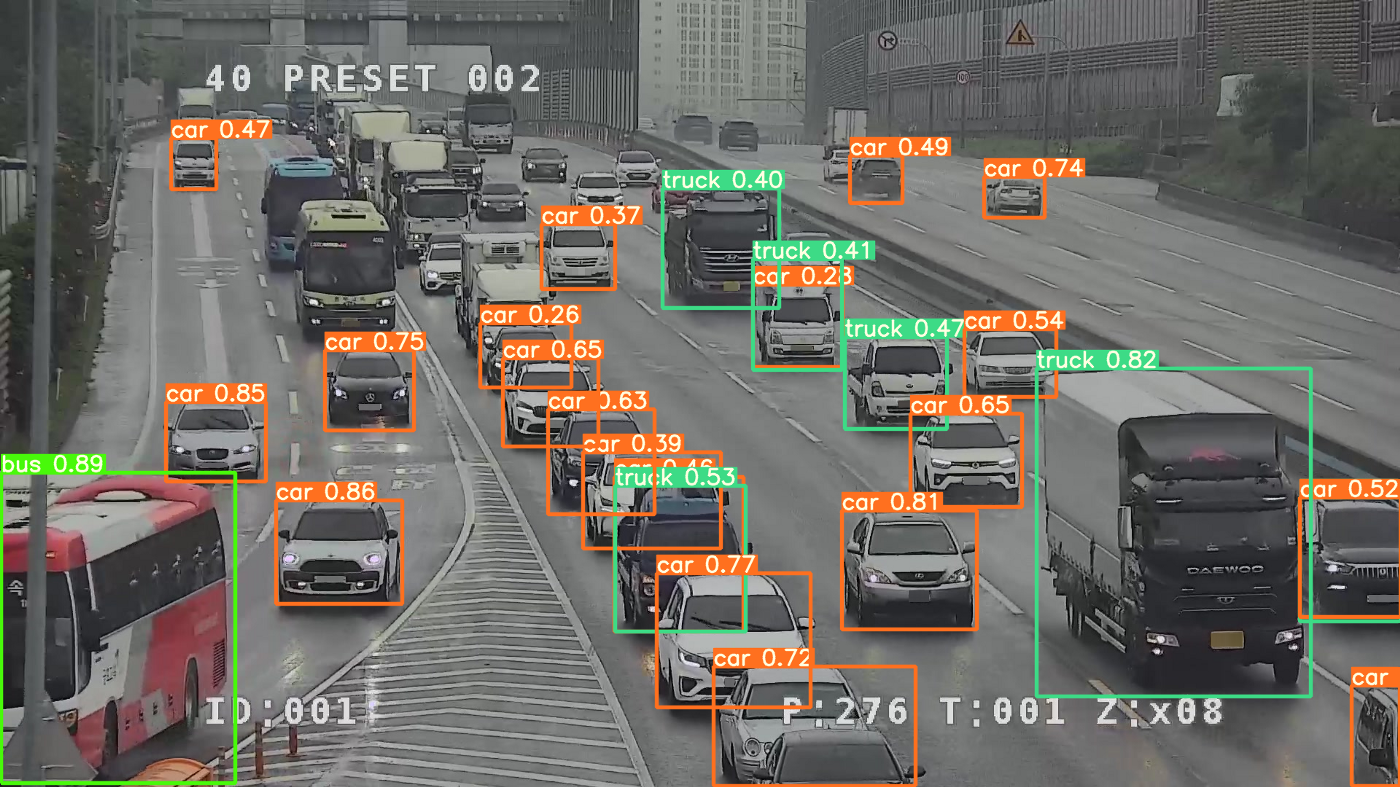 40 PRESET 002
car 0.47
car 0.49
car 0.74
truck 0.40
car 0.37
truck 0.41
car 0.28
car 0.26
truck 0.47
car 0.54
car 0.75
car 0.65
truck 0.82
car 0.85
car 0.63
car 0.65
car 0.39
car 0.46
bus 0.89
truck 0.53
car 0.86
car 0.81
car 0.52
car 0.77
DAEWOO
car 0.72
car
ID:001
P:276 T:001 Z:x08